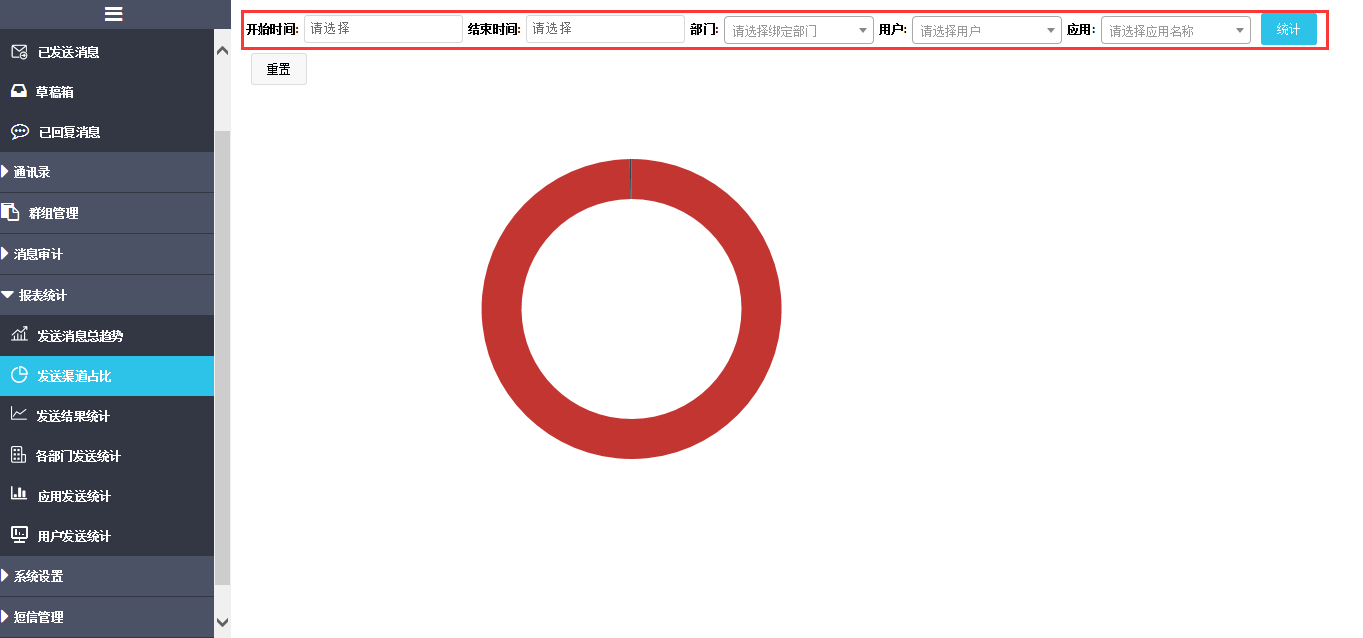 已发送消息
草稿箱
已回复消息
通讯录
群组管理
消息审计
报表统计
发送消息总趋势
发送渠道占比
发送结果统计
各部门发送统计
应用发送统计
用户发送统计
系统设置
短信管理
开始时间: 请选择 结束时间: 请选择 部门: 请选择绑定部门 用户: 请选择用户 应用: 请选择应用名称 统计
重置